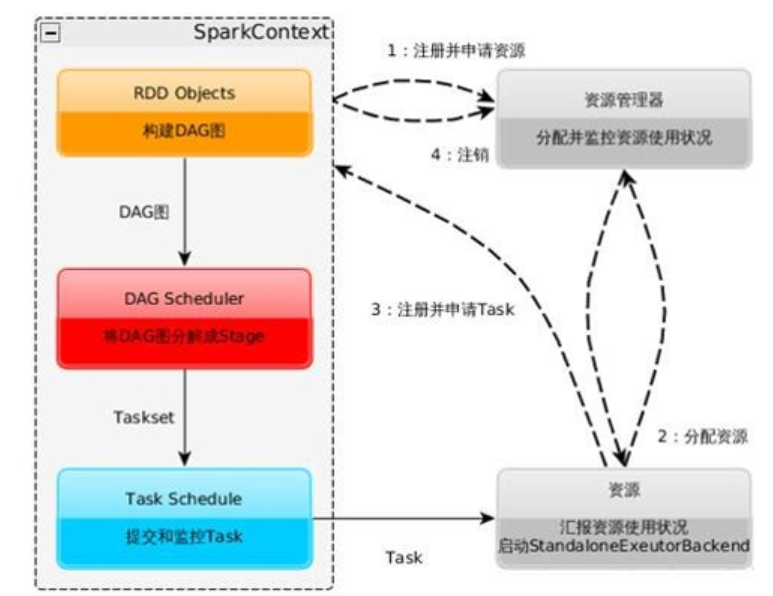 SparkContext
RDD Objects
构建DAG图
DAG图
DAG Scheduler
将DAG图分解成Stage
Taskset
Task Schedule
提交和监控Task
1：注册并申请资源
资源管理器
分配并监控资源使用状况
4：注销
3：注册并申请Task
2：分配资源
资源
汇报资源使用状况
启动StandaloneExeutorBackend
Task